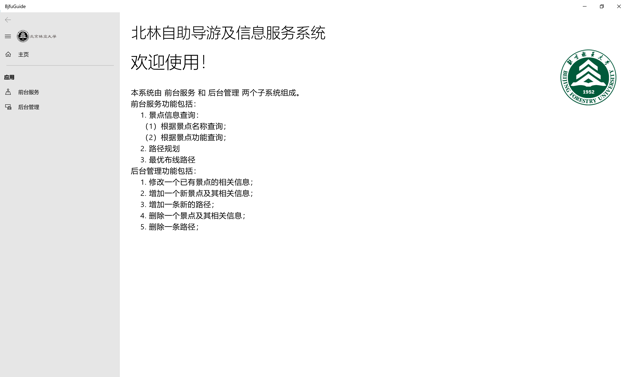 BjfuGuide
北京林业大学
主页
应用
前台服务
后台管理
北林自助导游及信息服务系统
欢迎使用！
本系统由 前台服务 和 后台管理 两个子系统组成。
前台服务功能包括：
1. 景点信息查询：
（1）根据景点名称查询；
（2）根据景点功能查询；
2. 路径规划
3. 最优布线路径
后台管理功能包括：
1. 修改一个已有景点的相关信息；
2. 增加一个新景点及其相关信息；
3. 增加一条新的路径；
4. 删除一个景点及其相关信息；
5. 删除一条路径；
北京林业大学
BEIJING FORESTRY UNIVERSITY
1952